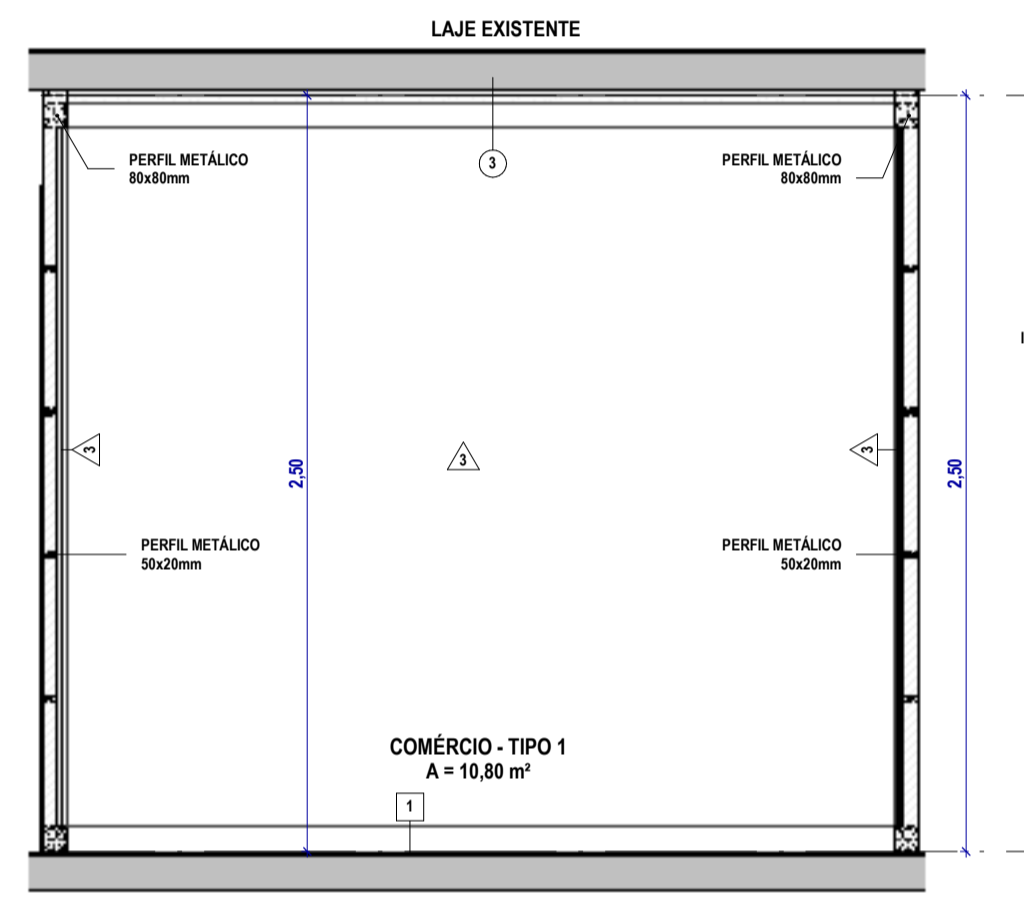 LAJE EXISTENTE
3
PERFIL METÁLICO
80x80mm
PERFIL METÁLICO
80x80mm
3
3
3
2,50
2,50
PERFIL METÁLICO
50x20mm
PERFIL METÁLICO
50x20mm
COMÉRCIO - TIPO 1
A = 10,80 m²
1